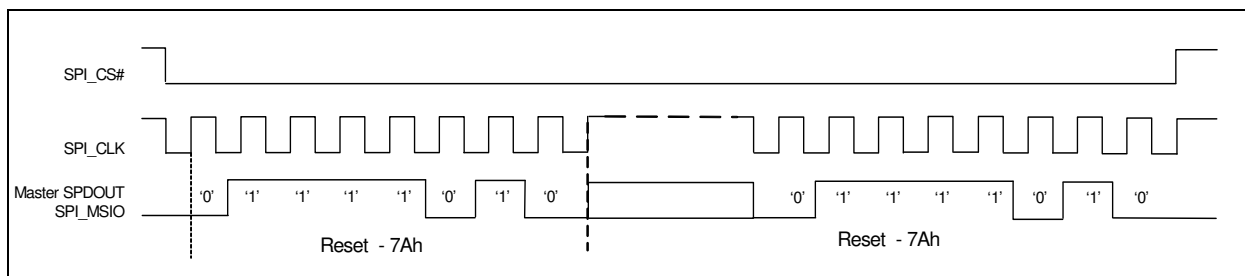 SPI_CS#
SPI_CLK
Master SPDOUT
SPI_MSIO
‘0’ ‘1’ ‘1’ ‘1’ ‘1’ ‘0’ ‘1’ ‘0’ ‘0’ ‘1’ ‘1’ ‘1’ ‘1’ ‘0’ ‘1’ ‘0’
Reset - 7Ah Reset - 7Ah